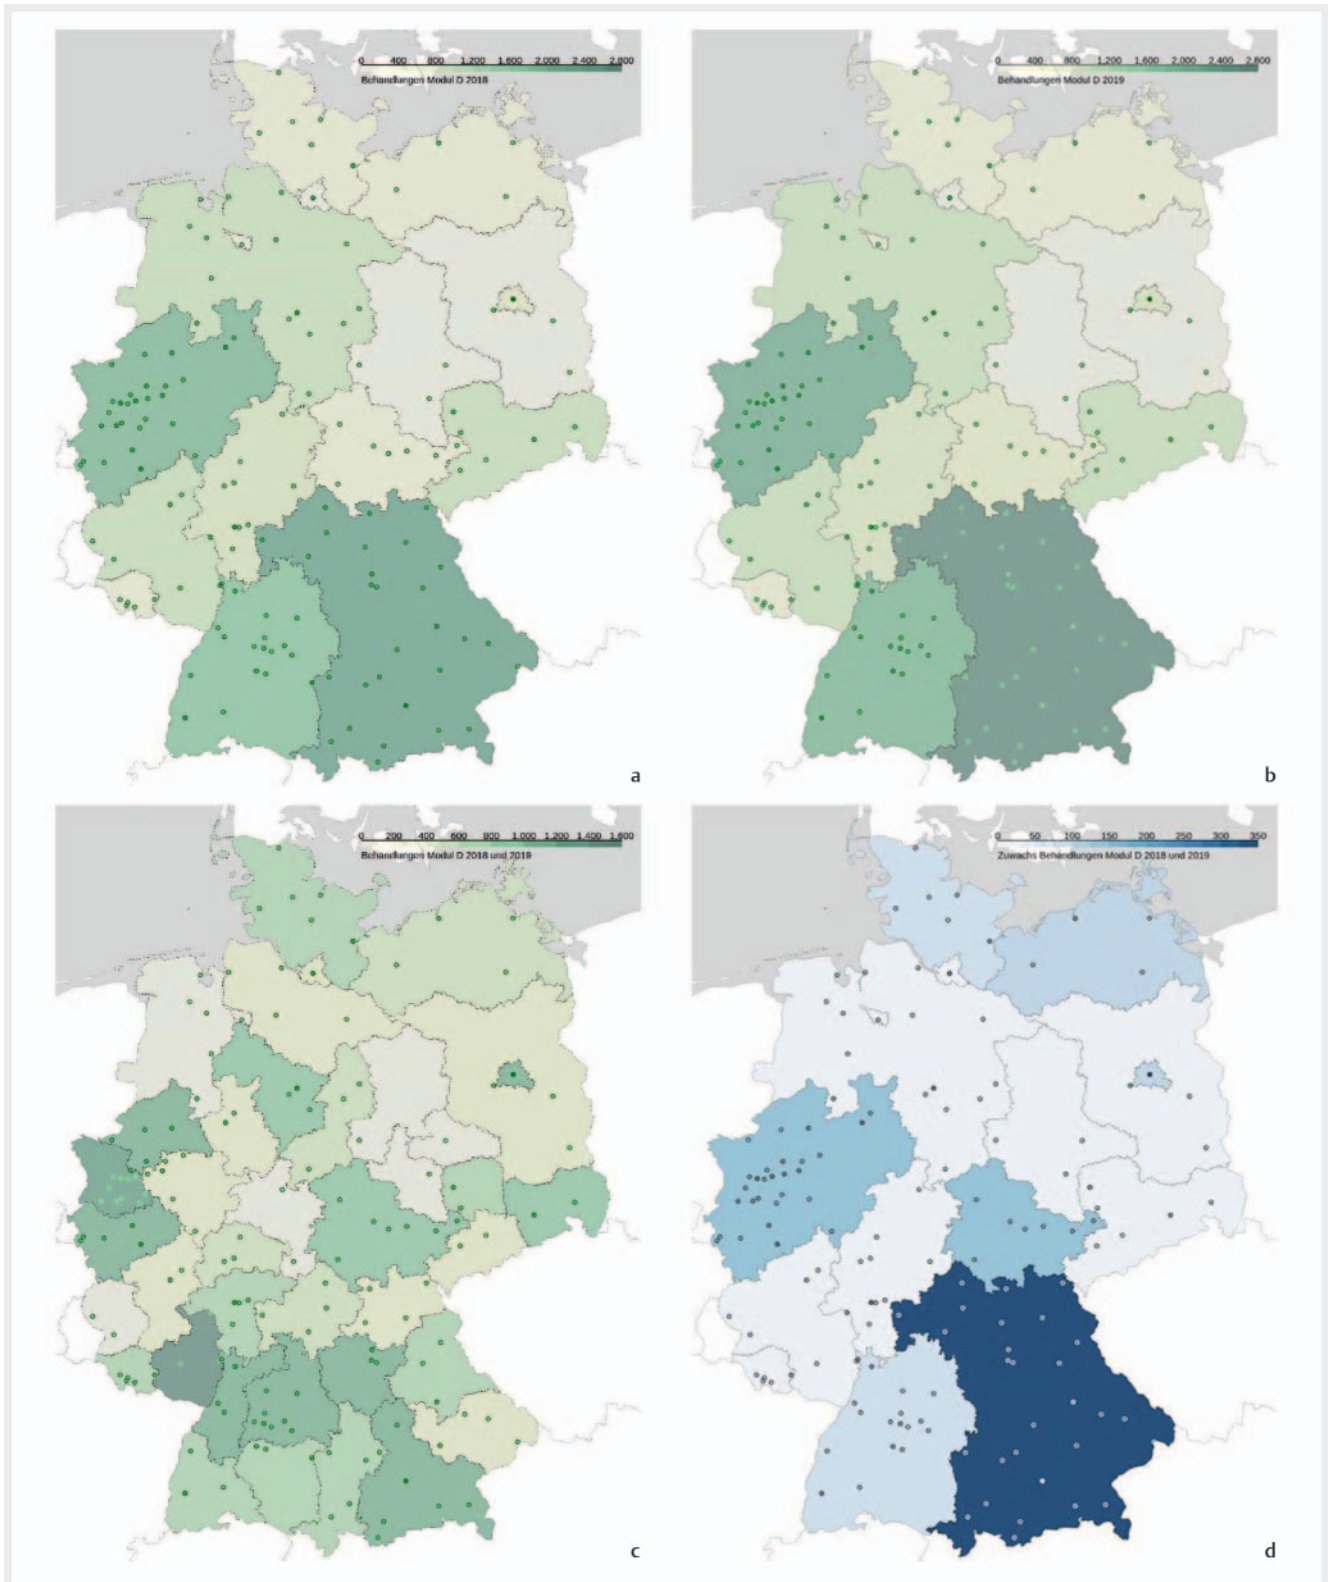 0 400 800 1,200 1,600 2,000 2,400 2,800
Behandlungen Modul D 2018
a
0 400 800 1,200 1,600 2,000 2,400 2,800
Behandlungen Modul D 2019
b
0 200 400 600 800 1,000 1,200 1,400 1,600
Behandlungen Modul D 2018 und 2019
c
0 50 100 150 200 250 300 350
Zuwachs Behandlungen Modul D 2018 und 2019
d